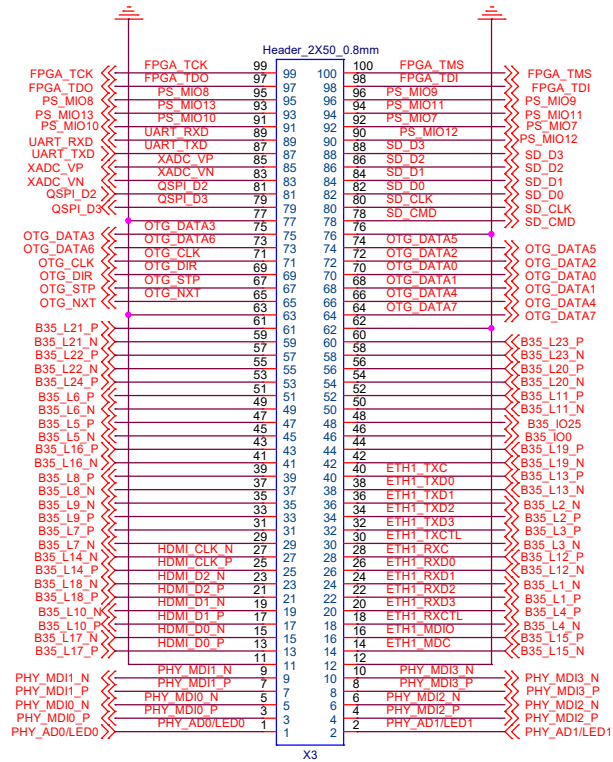 Header_2X50_0.8mm
FPGA_TCK FPGA_TCK 99 99 100 100 FPGA_TMS FPGA_TMS
FPGA_TDO FPGA_TDO 97 97 98 98 FPGA_TDI FPGA_TDI
PS_MIO8 PS_MIO8 95 95 96 96 PS_MIO9 PS_MIO9
PS_MIO13 PS_MIO13 93 93 94 94 PS_MIO11 PS_MIO11
PS_MIO10 PS_MIO10 91 91 92 92 PS_MIO7 PS_MIO7
UART_RXD UART_RXD 89 89 90 90 PS_MIO12 PS_MIO12
UART_TXD UART_TXD 87 87 88 88 SD_D3 SD_D3
XADC_VP XADC_VP 85 85 86 86 SD_D2 SD_D2
XADC_VN XADC_VN 83 83 84 84 SD_D1 SD_D1
QSPI_D2 QSPI_D2 81 81 82 82 SD_D0 SD_D0
QSPI_D3 QSPI_D3 79 79 80 80 SD_CLK SD_CLK
77 77 78 78 SD_CMD SD_CMD
OTG_DATA3 OTG_DATA3 75 75 76 76
OTG_DATA6 OTG_DATA6 73 73 74 74 OTG_DATA5 OTG_DATA5
OTG_CLK OTG_CLK 71 71 72 72 OTG_DATA2 OTG_DATA2
OTG_DIR OTG_DIR 69 69 70 70 OTG_DATA0 OTG_DATA0
OTG_STP OTG_STP 67 67 68 68 OTG_DATA1 OTG_DATA1
OTG_NXT OTG_NXT 65 65 66 66 OTG_DATA4 OTG_DATA4
63 63 64 64 OTG_DATA7 OTG_DATA7
B35_L21_P 61 61 62 62
B35_L21_N 59 59 60 60 B35_L23_P
B35_L22_P 57 57 58 58 B35_L23_N
B35_L22_N 55 55 56 56 B35_L20_P
B35_L24_P 53 53 54 54 B35_L20_N
B35_L6_P 51 51 52 52 B35_L11_P
B35_L6_N 49 49 50 50 B35_L11_N
B35_L5_P 47 47 48 48 B35_IO25
B35_L5_N 45 45 46 46 B35_IO0
B35_L16_P 43 43 44 44 B35_L19_P
B35_L16_N 41 41 42 42 B35_L19_N
B35_L8_P 39 39 40 40 ETH1_TXC B35_L13_P
B35_L8_N 37 37 38 38 ETH1_TXD0 B35_L13_N
B35_L9_N 35 35 36 36 ETH1_TXD1 B35_L2_N
B35_L9_P 33 33 34 34 ETH1_TXD2 B35_L2_P
B35_L7_P 31 31 32 32 ETH1_TXD3 B35_L3_P
B35_L7_N 29 29 30 30 ETH1_TXCTL B35_L3_N
B35_L14_N HDMI_CLK_N 27 27 28 28 ETH1_RXC B35_L12_P
B35_L14_P HDMI_CLK_P 25 25 26 26 ETH1_RXD0 B35_L12_N
B35_L18_N HDMI_D2_N 23 23 24 24 ETH1_RXD1 B35_L1_N
B35_L18_P HDMI_D2_P 21 21 22 22 ETH1_RXD2 B35_L1_P
B35_L10_N HDMI_D1_N 19 19 20 20 ETH1_RXD3 B35_L4_P
B35_L10_P HDMI_D1_P 17 17 18 18 ETH1_RXCTL B35_L4_N
B35_L17_N HDMI_D0_N 15 15 16 16 ETH1_MDIO B35_L15_P
B35_L17_P HDMI_D0_P 13 13 14 14 ETH1_MDC B35_L15_N
11 11 12 12
PHY_MDI1_N PHY_MDI1_N 9 9 10 10 PHY_MDI3_N PHY_MDI3_N
PHY_MDI1_P PHY_MDI1_P 7 7 8 8 PHY_MDI3_P PHY_MDI3_P
PHY_MDI0_N PHY_MDI0_N 5 5 6 6 PHY_MDI2_N PHY_MDI2_N
PHY_MDI0_P PHY_MDI0_P 3 3 4 4 PHY_MDI2_P PHY_MDI2_P
PHY_AD0/LED0 PHY_AD0/LED0 1 1 2 2 PHY_AD1/LED1 PHY_AD1/LED1
X3